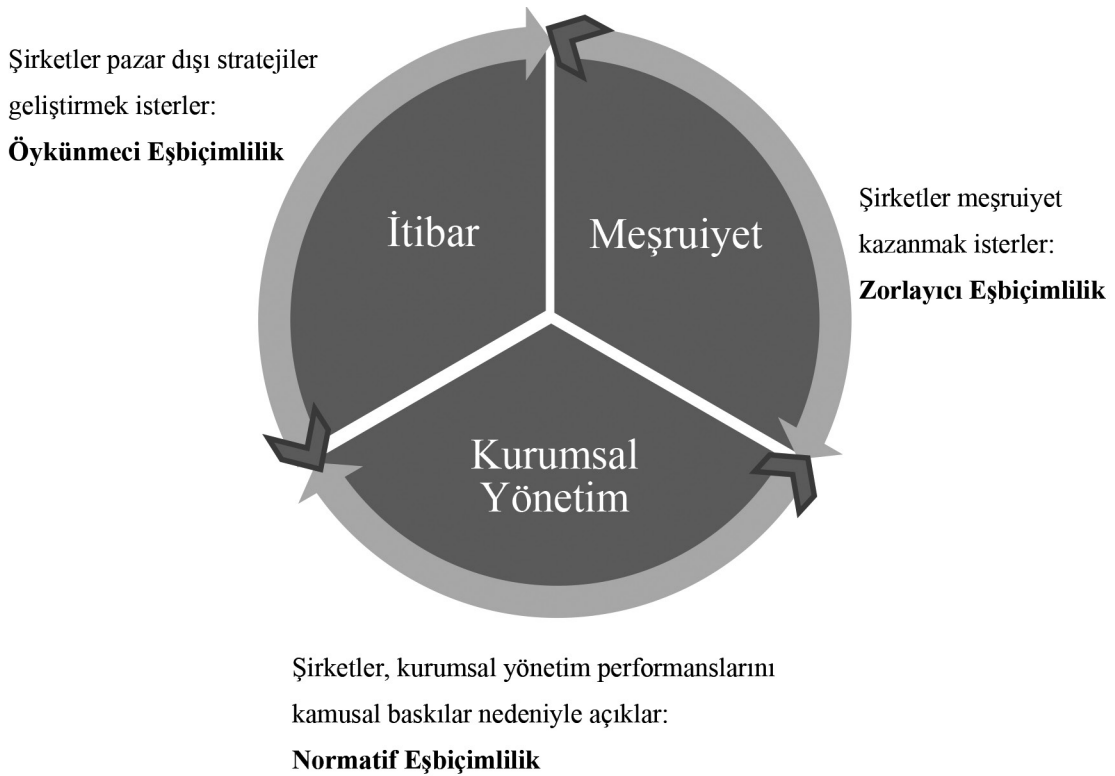 Şirketler pazar dışı stratejiler
geliştirmek isterler:
Öykünmeci Eşbiçimlilik
İtibar
Meşruiyet
Şirketler meşruiyet
kazanmak isterler:
Zorlayıcı Eşbiçimlilik
Kurumsal
Yönetim
Şirketler, kurumsal yönetim performanslarını
kamusal baskılar nedeniyle açıklar:
Normatif Eşbiçimlilik